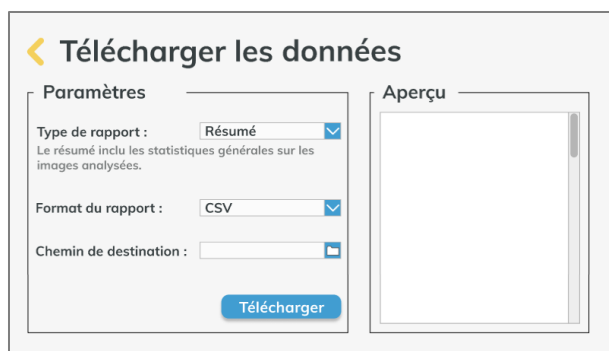 Télécharger les données
Paramètres
Type de rapport :
Résumé
Le résumé inclu les statistiques générales sur les
images analysées.
Format du rapport :
CSV
Chemin de destination :
Télécharger
Aperçu